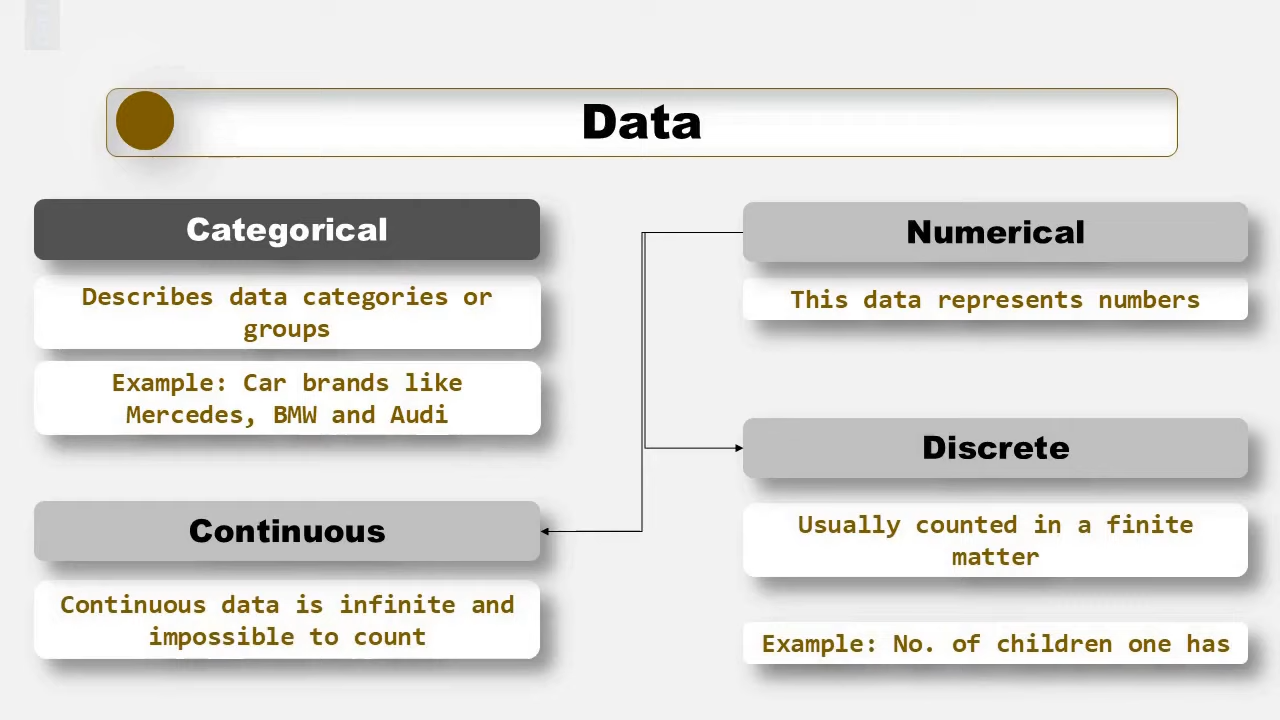 Data
Categorical
Describes data categories or
groups
Example: Car brands like
Mercedes, BMW and Audi
Numerical
This data represents numbers
Discrete
Usually counted in a finite
matter
Example: No. of children one has
Continuous
Continuous data is infinite and
impossible to count